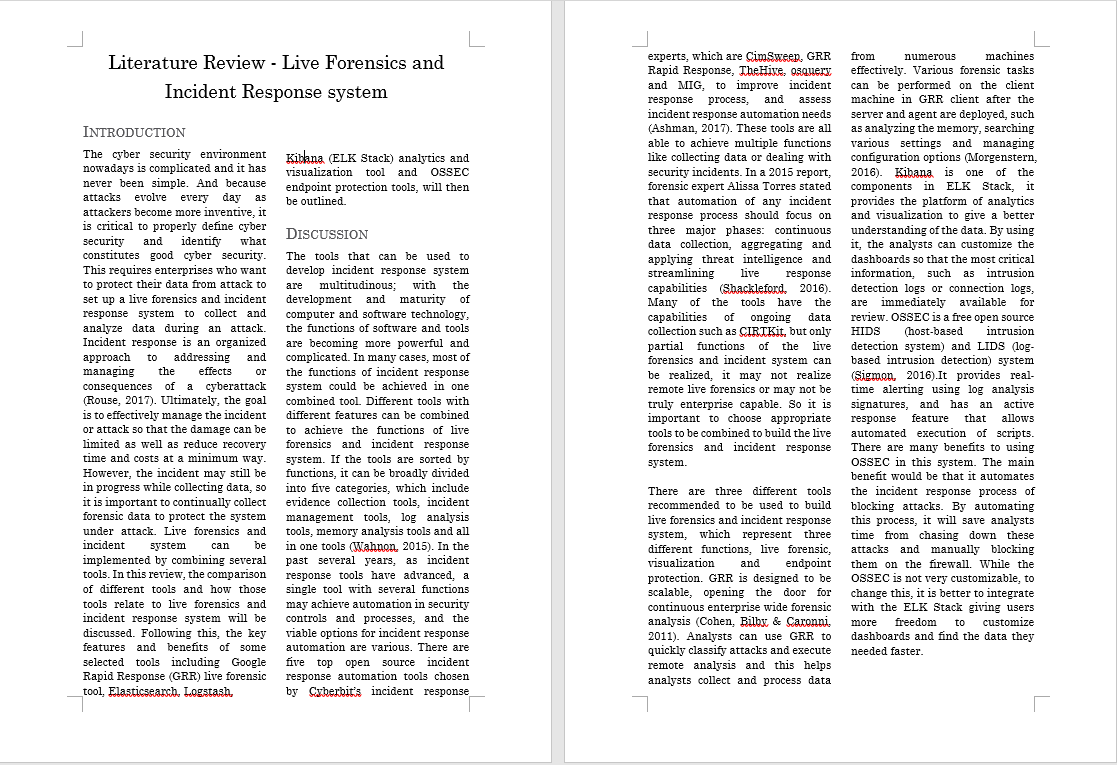 Literature Review - Live Forensics and
Incident Response system
INTRODUCTION
The cyber security environment
nowadays is complicated and it has
never been simple. And because
attacks evolve every day as
attackers become more inventive, it
is critical to properly define cyber
security and identify what
constitutes good cyber security.
This requires enterprises who want
to protect their data from attack to
set up a live forensics and incident
response system to collect and
analyze data during an attack.
Incident response is an organized
approach to addressing and
managing the effects or
consequences of a cyberattack
(Rouse, 2017). Ultimately, the goal
is to effectively manage the incident
or attack so that the damage can be
limited as well as reduce recovery
time and costs at a minimum way.
However, the incident may still be
in progress while collecting data, so
it is important to continually collect
forensic data to protect the system
under attack. Live forensics and
incident system can be
implemented by combining several
tools. In this review, the comparison
of different tools and how those
tools relate to live forensics and
incident response system will be
discussed. Following this, the key
features and benefits of some
selected tools including Google
Rapid Response (GRR) live forensic
tool, Elasticsearch, Logstash,
Kibana (ELK Stack) analytics and
visualization tool and OSSEC
endpoint protection tools, will then
be outlined.
DISCUSSION
The tools that can be used to
develop incident response system
are multitudinous; with the
development and maturity of
computer and software technology,
the functions of software and tools
are becoming more powerful and
complicated. In many cases, most of
the functions of incident response
system could be achieved in one
combined tool. Different tools with
different features can be combined
to achieve the functions of live
forensics and incident response
system. If the tools are sorted by
functions, it can be broadly divided
into five categories, which include
evidence collection tools, incident
management tools, log analysis
tools, memory analysis tools and all
in one tools (Wahnon, 2015). In the
past several years, as incident
response tools have advanced, a
single tool with several functions
may achieve automation in security
controls and processes, and the
viable options for incident response
automation are various. There are
five top open source incident
response automation tools chosen
by Cyberbit's incident response
experts, which are CimSweep, GRR
Rapid Response, TheHive, osquery
and MIG, to improve incident
response process, and assess
incident response automation needs
(Ashman, 2017). These tools are all
able to achieve multiple functions
like collecting data or dealing with
security incidents. In a 2015 report,
forensic expert Alissa Torres stated
that automation of any incident
response process should focus on
three major phases: continuous
data collection, aggregating and
applying threat intelligence and
streamlining live response
capabilities (Shackleford, 2016).
Many of the tools have the
capabilities of ongoing data
collection such as CIRTKit, but only
partial functions of the live
forensics and incident system can
be realized, it may not realize
remote live forensics or may not be
truly enterprise capable. So it is
important to choose appropriate
tools to be combined to build the live
forensics and incident response
system.
There are three different tools
recommended to be used to build
live forensics and incident response
system, which represent three
different functions, live forensic,
visualization and endpoint
protection. GRR is designed to be
scalable, opening the door for
continuous enterprise wide forensic
analysis (Cohen, Bilby & Caronni,
2011). Analysts can use GRR to
quickly classify attacks and execute
remote analysis and this helps
analysts collect and process data
from numerous machines
effectively. Various forensic tasks
can be performed on the client
machine in GRR client after the
server and agent are deployed, such
as analyzing the memory, searching
various settings and managing
configuration options (Morgenstern,
2016). Kibana is one of the
components in ELK Stack, it
provides the platform of analytics
and visualization to give a better
understanding of the data. By using
it, the analysts can customize the
dashboards so that the most critical
information, such as intrusion
detection logs or connection logs,
are immediately available for
review. OSSEC is a free open source
HIDS (host-based intrusion
detection system) and LIDS (log-
based intrusion detection) system
(Sigmon, 2016).It provides real-
time alerting using log analysis
signatures, and has an active
response feature that allows
automated execution of scripts.
There are many benefits to using
OSSEC in this system. The main
benefit would be that it automates
the incident response process of
blocking attacks. By automating
this process, it will save analysts
time from chasing down these
attacks and manually blocking
them on the firewall. While the
OSSEC is not very customizable, to
change this, it is better to integrate
with the ELK Stack giving users
more freedom to customize
dashboards and find the data they
needed faster.